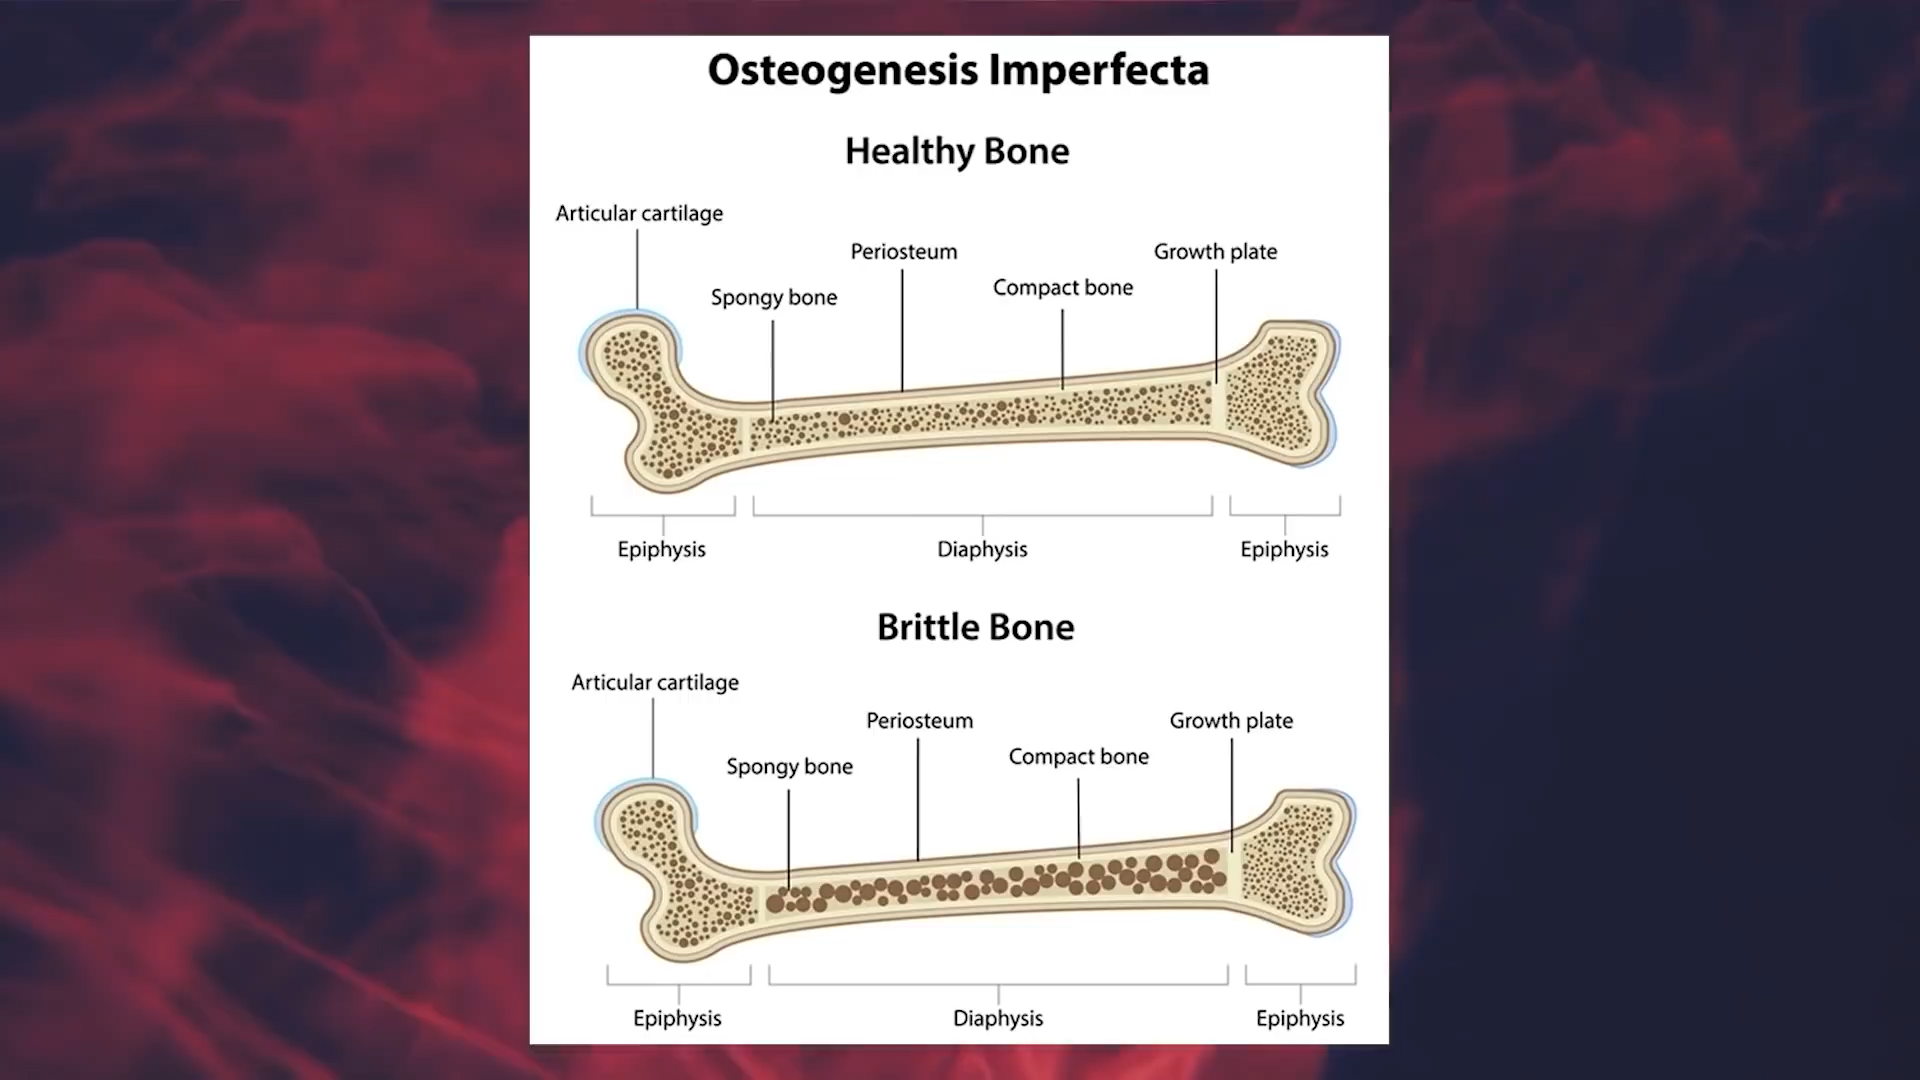 Osteogenesis Imperfecta
Healthy Bone
Articular cartilage
Periosteum
Growth plate
Compact bone
Spongy bone
Epiphysis
Diaphysis
Epiphysis
Brittle Bone
Articular cartilage
Periosteum
Growth plate
Compact bone
Spongy bone
Epiphysis
Diaphysis
Epiphysis